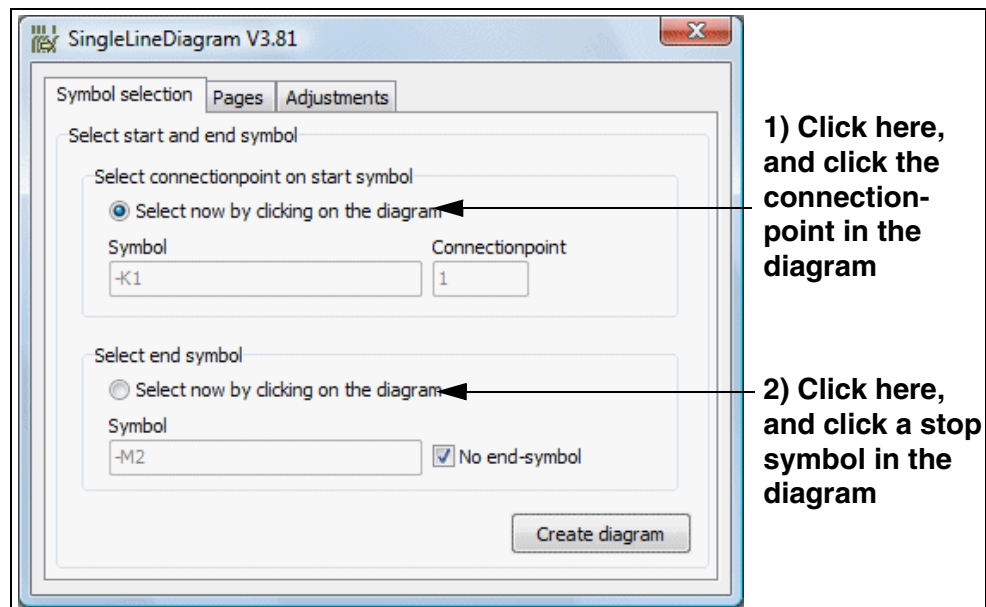 SingleLineDiagram V3.81
Symbol selection Pages Adjustments
Select start and end symbol
Select connectionpoint on start symbol
Select now by clicking on the diagram
Symbol Connectionpoint
-K1 1
Select end symbol
Select now by clicking on the diagram
Symbol
-M2 No end-symbol
Create diagram
1) Click here,
and click the
connection-
point in the
diagram
2) Click here,
and click a stop
symbol in the
diagram